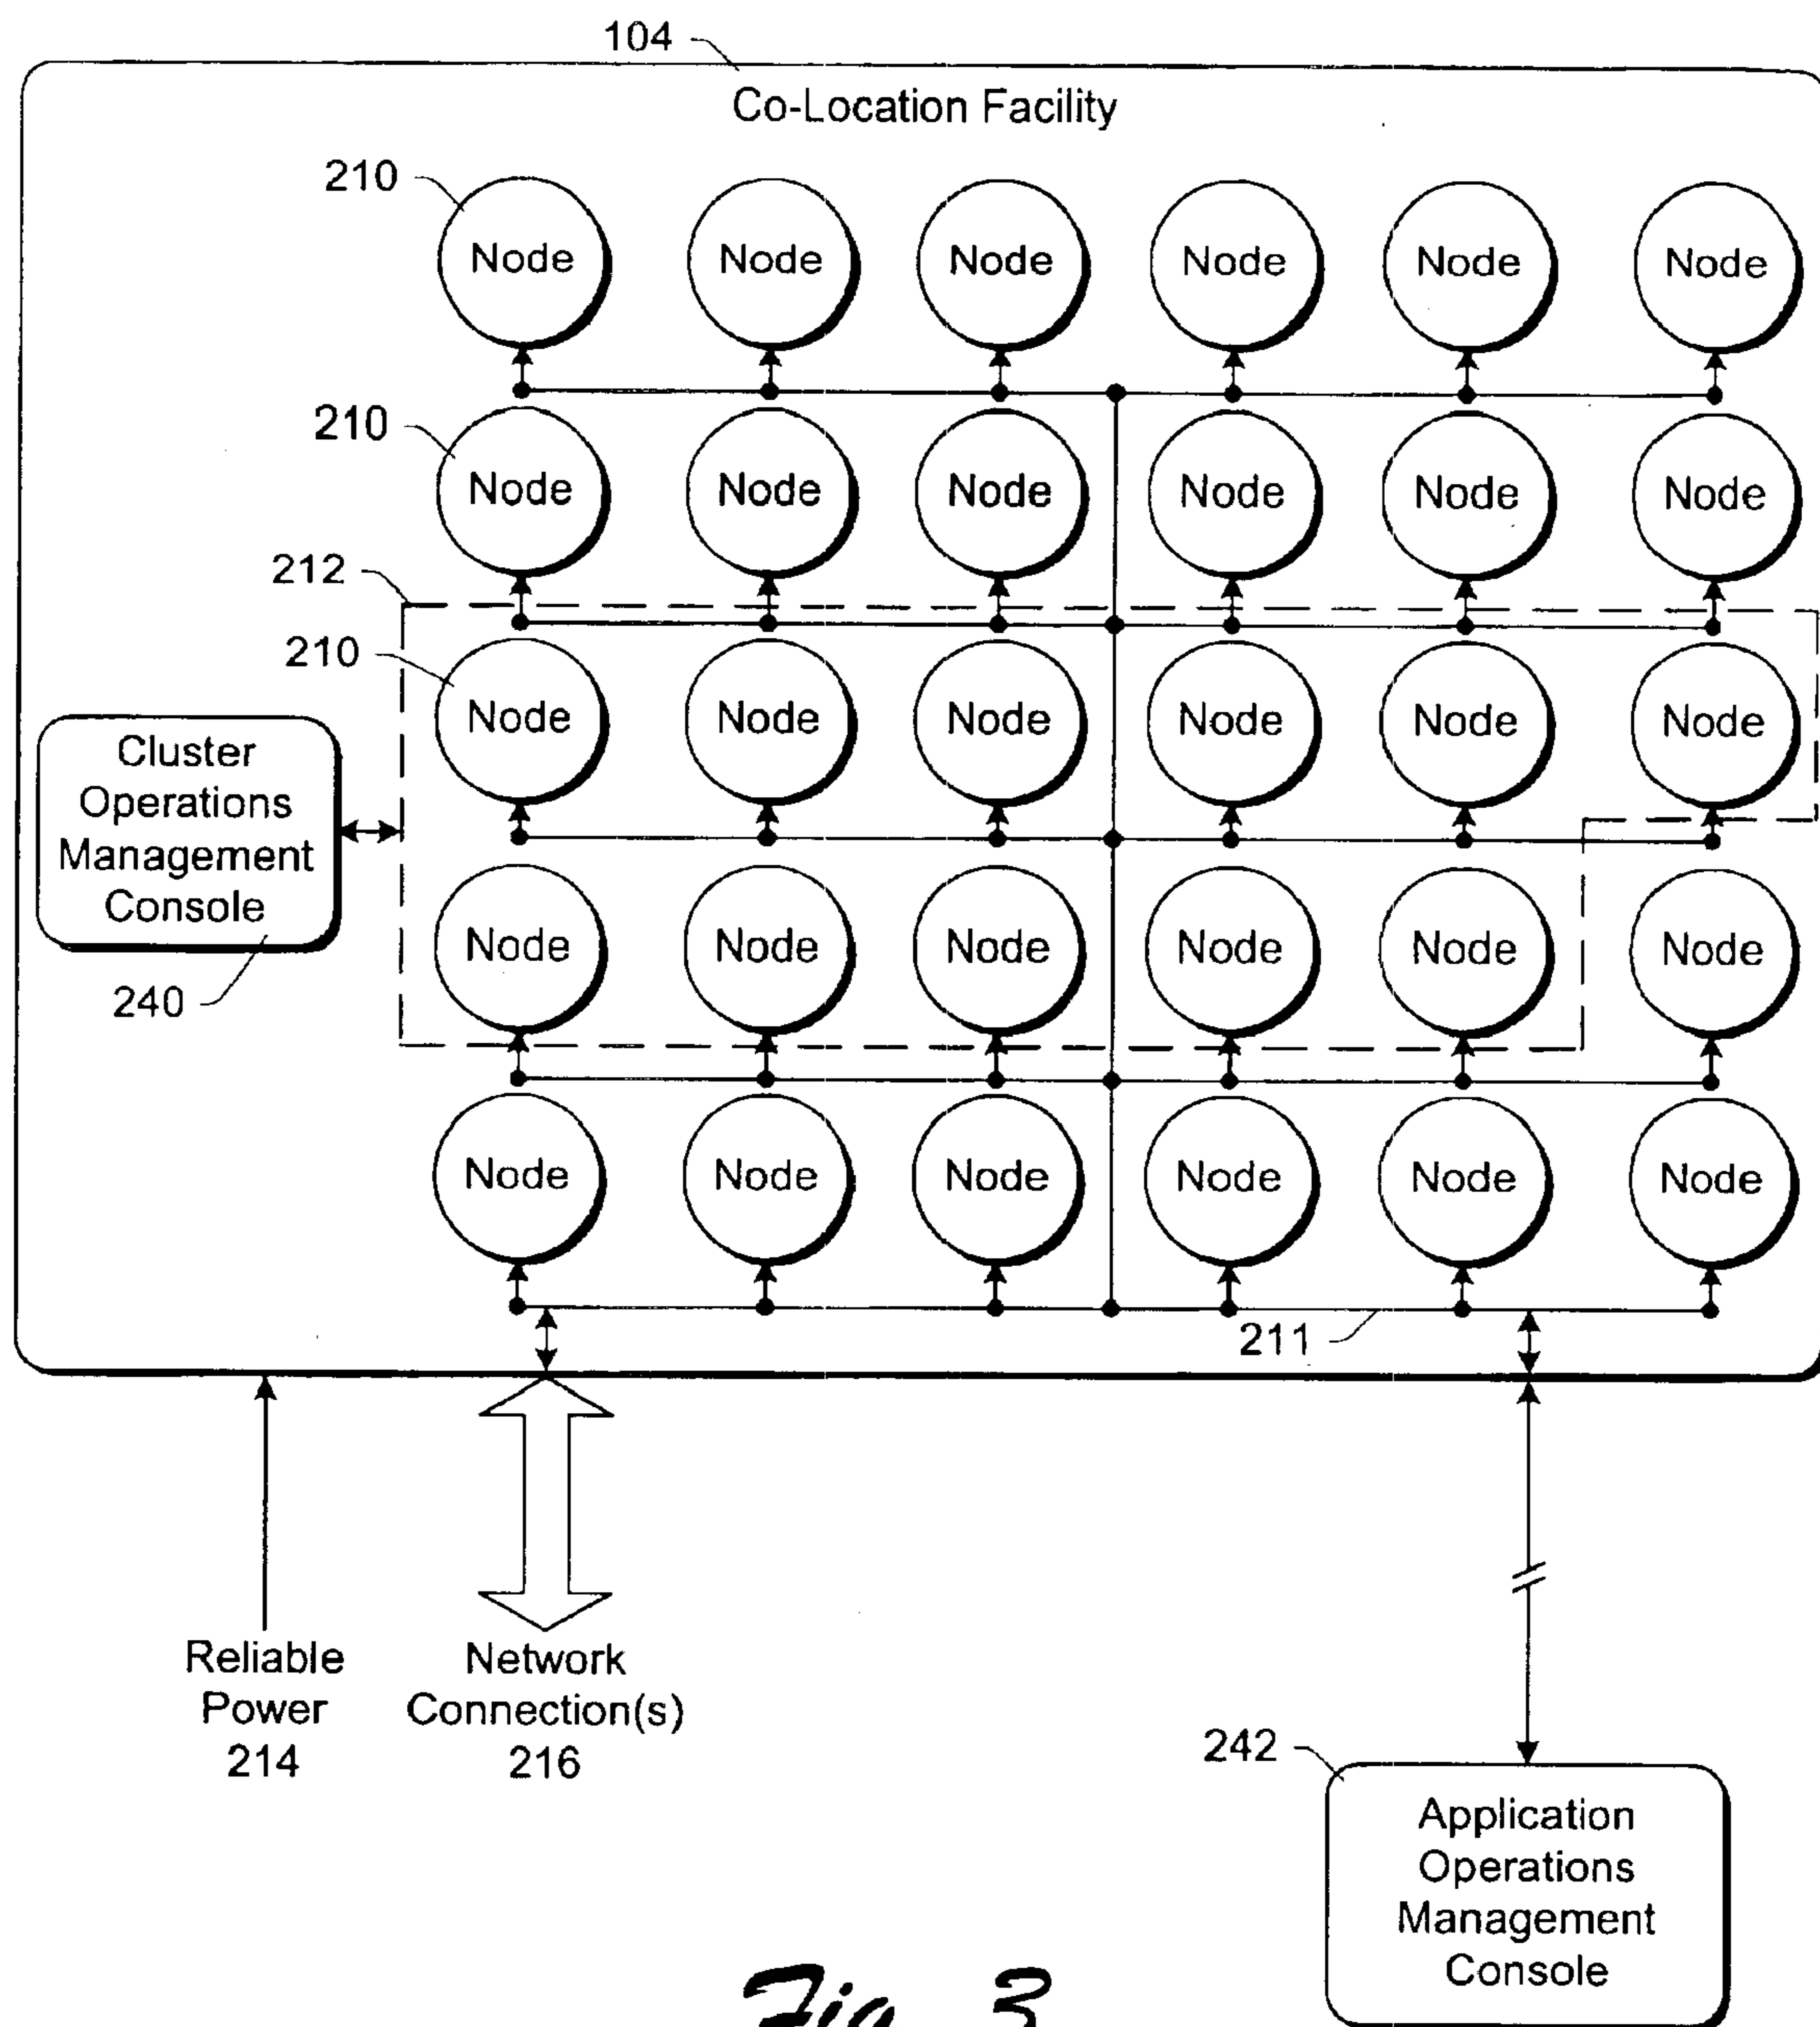 104
Co-Location Facility
210
Node Node Node Node Node Node
210
Node Node Node Node Node Node
212
210
Node Node Node Node Node Node
Cluster
Operations
Management
Console
240
Node Node Node Node Node Node
Node Node Node Node Node Node
211
Reliable
Power
214
Network
Connection(s)
216
242
Application
Operations
Management
Console
Fig. 3